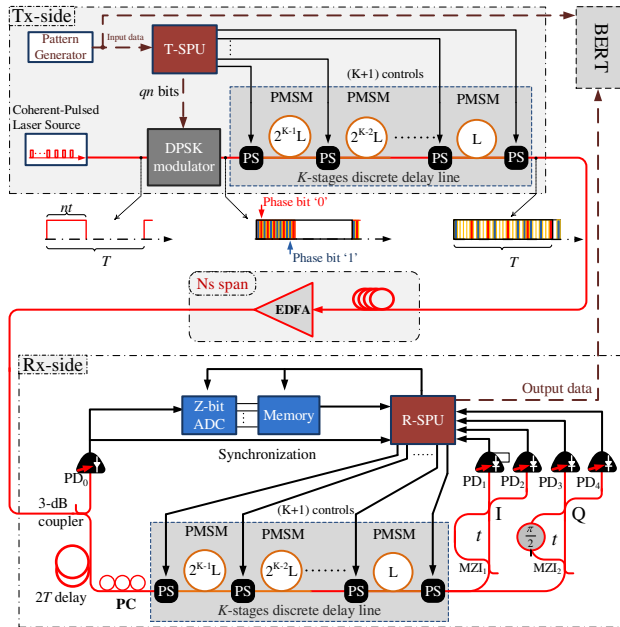 Tx-side
Pattern
Generator
Input data
T-SPU
BERT
qn bits
(K+1) controls
Coherent-Pulsed
Laser Source
DPSK
modulator
PMSM
PMSM
PMSM
PS
2^{K-1}L
PS
2^{K-2}L
PS
L
PS
K-stages discrete delay line
nt
T
Phase bit ‘0’
Phase bit ‘1’
T
Ns span
EDFA
Rx-side
Output data
Z-bit
ADC
Memory
R-SPU
Synchronization
PD₀
PD₁
PD₂
PD₃
PD₄
3-dB
coupler
(K+1) controls
I
Q
t
π/2
t
MZI₁
MZI₂
2T delay
PC
PMSM
PMSM
PMSM
PS
2^{K-1}L
PS
2^{K-2}L
PS
L
PS
K-stages discrete delay line